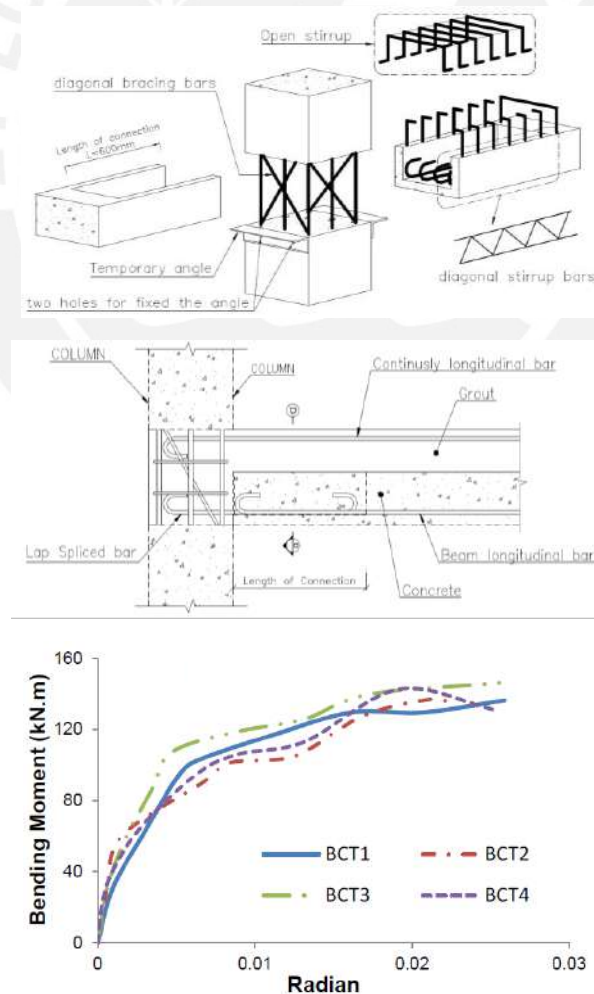 Open stirrup
diagonal bracing bars
Length of connection
L=600mm
Temporary angle
two holes for fixed the angle
diagonal stirrup bars
COLUMN
COLUMN
Continusly longitudinal bar
Grout
Lap Spliced bar
Length of Connection
Beam longitudinal bar
Concrete
160
120
80
40
0
Bending Moment (kN.m)
BCT1
BCT2
BCT3
BCT4
0
0.01
0.02
0.03
Radian